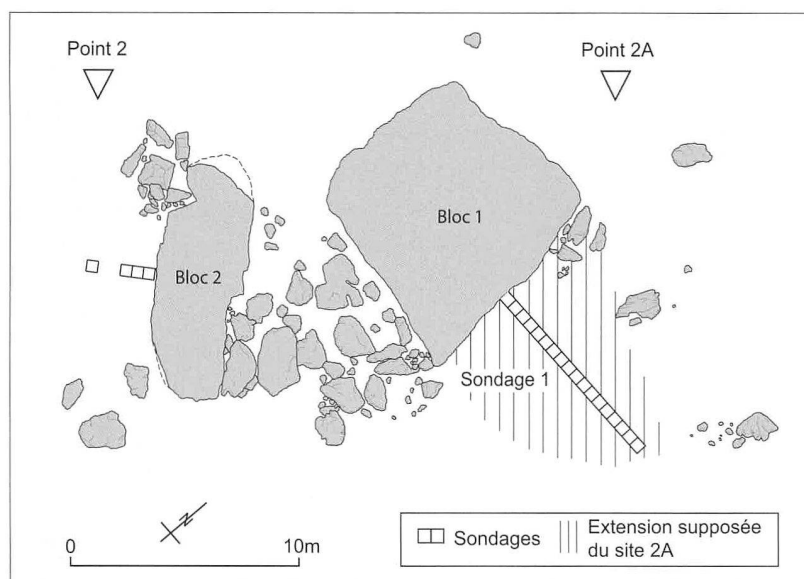 Point 2
Point 2A
Bloc 1
Bloc 2
Sondage 1
N
0 10m
Sondages
Extension supposée
du site 2A